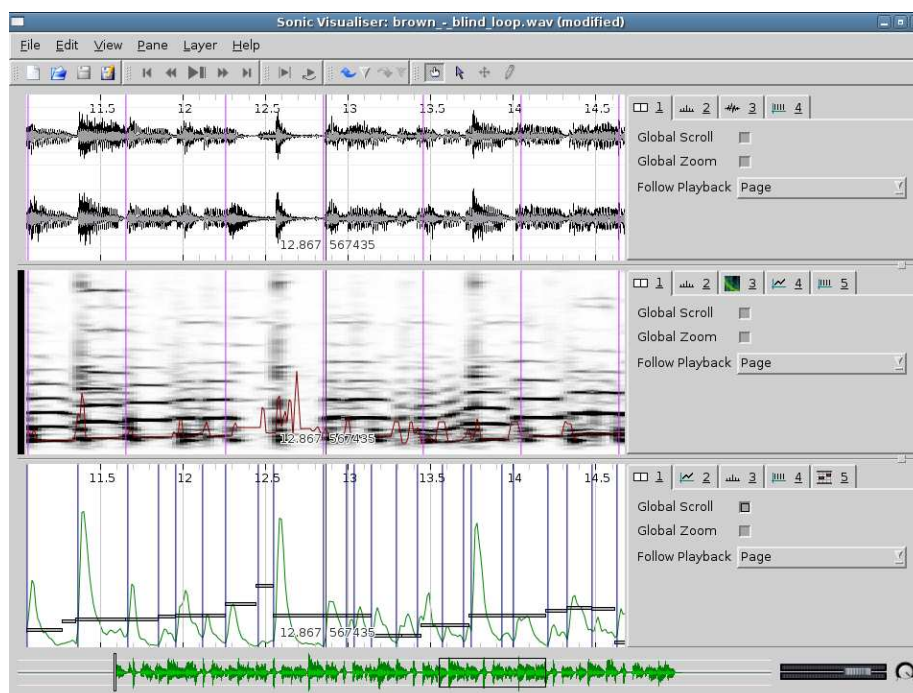 Sonic Visualiser: brown_-_blind_loop.wav (modified)
File Edit View Pane Layer Help
11.5 12 12.5 13 13.5 14 14.5
1 2 3 4
Global Scroll
Global Zoom
Follow Playback Page
12.867 567435
1 2 3 4 5
Global Scroll
Global Zoom
Follow Playback Page
12.867 567435
11.5 12 12.5 13 13.5 14 14.5
1 2 3 4 5
Global Scroll
Global Zoom
Follow Playback Page
12.867 567435